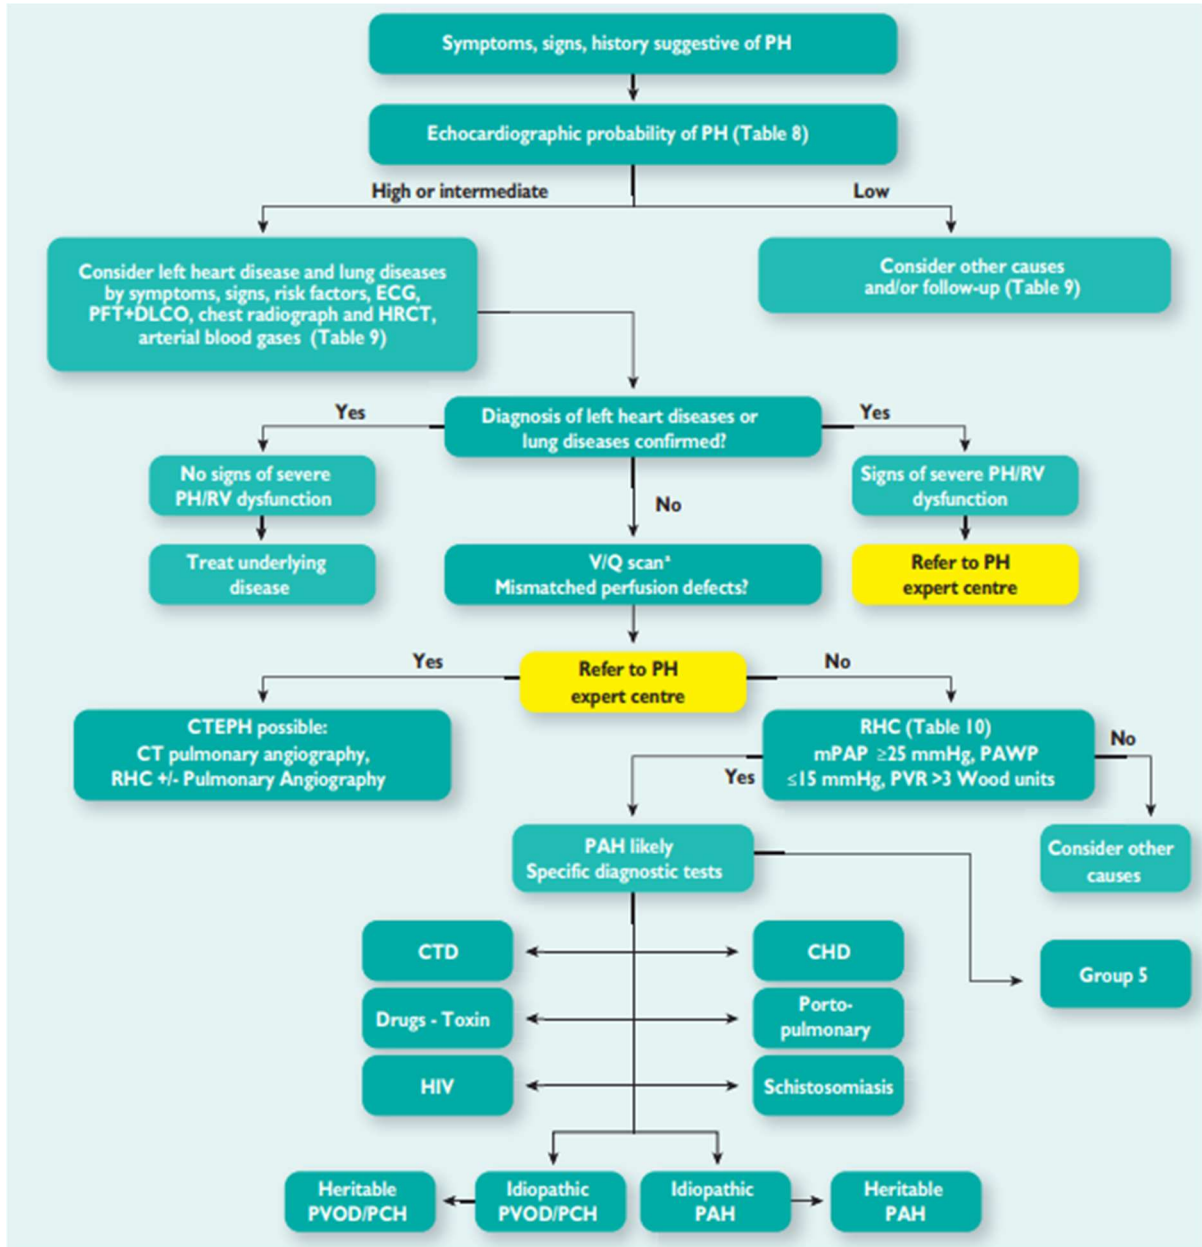 Symptoms, signs, history suggestive of PH
Echocardiographic probability of PH (Table 8)
High or intermediate
Low
Consider left heart disease and lung diseases
by symptoms, signs, risk factors, ECG,
PFT+DLCO, chest radiograph and HRCT,
arterial blood gases (Table 9)
Consider other causes
and/or follow-up (Table 9)
Yes
Diagnosis of left heart diseases or
lung diseases confirmed?
Yes
No signs of severe
PH/RV dysfunction
Signs of severe PH/RV
dysfunction
No
Treat underlying
disease
V/Q scanª
Mismatched perfusion defects?
Refer to PH
expert centre
Yes
Refer to PH
expert centre
No
CTEPH possible:
CT pulmonary angiography,
RHC +/- Pulmonary Angiography
RHC (Table 10)
mPAP ≥25 mmHg, PAWP
≤15 mmHg, PVR >3 Wood units
No
Yes
PAH likely
Specific diagnostic tests
Consider other
causes
CTD
CHD
Group 5
Drugs - Toxin
Porto-
pulmonary
HIV
Schistosomiasis
Heritable
PVOD/PCH
Idiopathic
PVOD/PCH
Idiopathic
PAH
Heritable
PAH